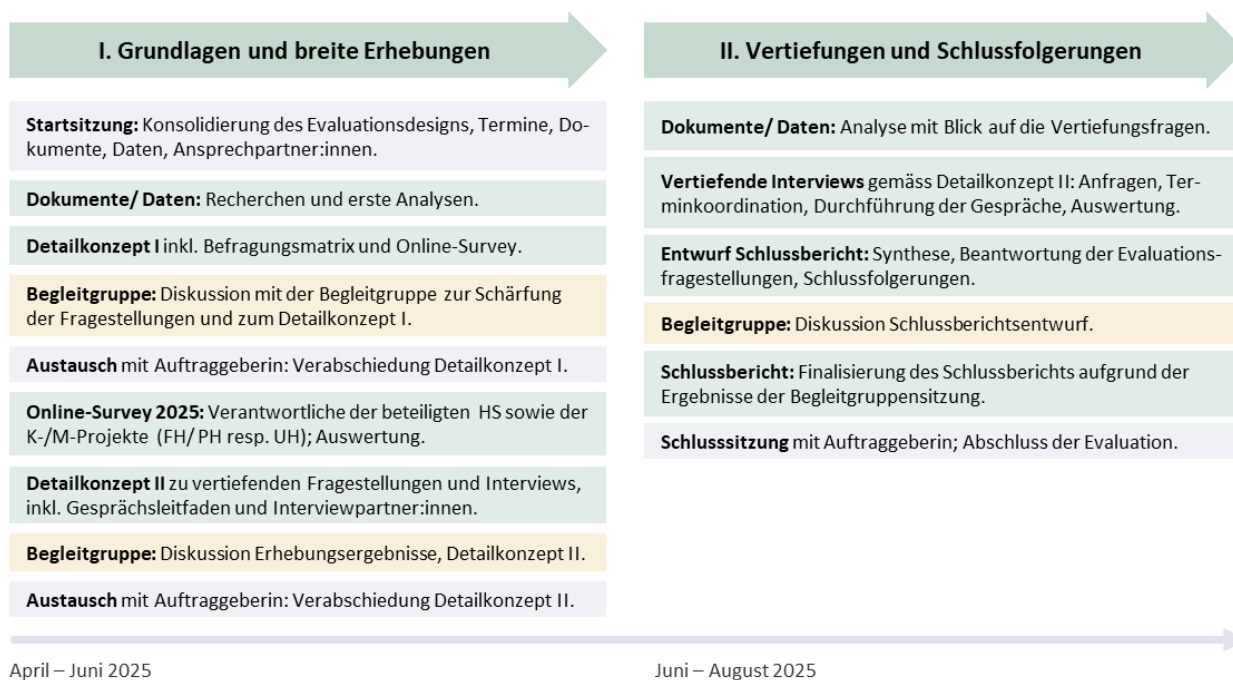 I. Grundlagen und breite Erhebungen
Startsitzung: Konsolidierung des Evaluationsdesigns, Termine, Do-
kumente, Daten, Ansprechpartner:innen.
Dokumente/ Daten: Recherchen und erste Analysen.
Detailkonzept I inkl. Befragungsmatrix und Online-Survey.
Begleitgruppe: Diskussion mit der Begleitgruppe zur Schärfung
der Fragestellungen und zum Detailkonzept I.
Austausch mit Auftraggeberin: Verabschiedung Detailkonzept I.
Online-Survey 2025: Verantwortliche der beteiligten HS sowie der
K-/M-Projekte (FH/ PH resp. UH); Auswertung.
Detailkonzept II zu vertiefenden Fragestellungen und Interviews,
inkl. Gesprächsleitfaden und Interviewpartner:innen.
Begleitgruppe: Diskussion Erhebungsergebnisse, Detailkonzept II.
Austausch mit Auftraggeberin: Verabschiedung Detailkonzept II.
April – Juni 2025
II. Vertiefungen und Schlussfolgerungen
Dokumente/ Daten: Analyse mit Blick auf die Vertiefungsfragen.
Vertiefende Interviews gemäss Detailkonzept II: Anfragen, Ter-
minkoordination, Durchführung der Gespräche, Auswertung.
Entwurf Schlussbericht: Synthese, Beantwortung der Evaluations-
fragestellungen, Schlussfolgerungen.
Begleitgruppe: Diskussion Schlussberichtsentwurf.
Schlussbericht: Finalisierung des Schlussberichts aufgrund der
Ergebnisse der Begleitgruppensitzung.
Schlusssitzung mit Auftraggeberin; Abschluss der Evaluation.
Juni – August 2025